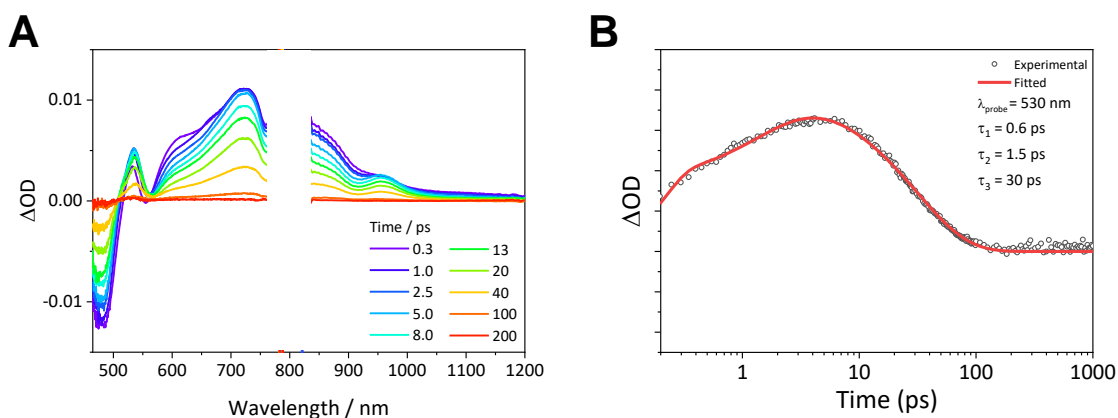 A
ΔOD
0.01
0.00
-0.01
Time / ps
0.3
1.0
2.5
5.0
8.0
13
20
40
100
200
500 600 700 800 900 1000 1100 1200
Wavelength / nm
B
ΔOD
Experimental
Fitted
λprobe = 530 nm
τ1 = 0.6 ps
τ2 = 1.5 ps
τ3 = 30 ps
1 10 100 1000
Time (ps)